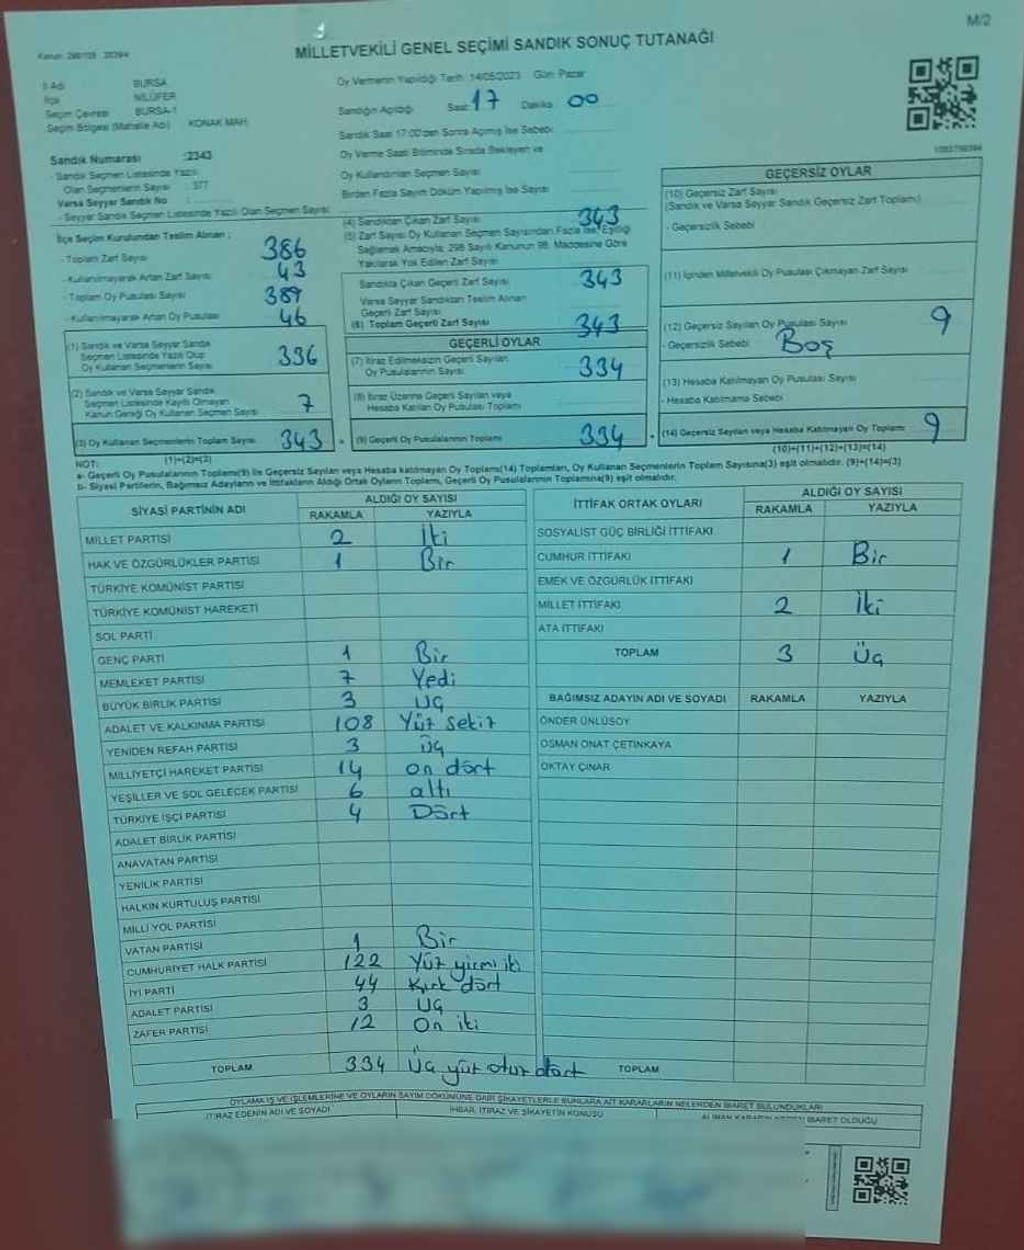 M/2
MİLLETVEKİLİ GENEL SEÇİMİ SANDIK SONUÇ TUTANAĞI
İl Adı BURSA
İlçe NİLÜFER
Seçim Çevresi BURSA-1
Seçim Bölgesi (Mahalle Adı) KONAK MAH.
Oy Vermenin Yapıldığı Tarih: 14/05/2023 Gün: Pazar
Sandığın Açıldığı Saat: 17 Dakika 00
Sandık Saat 17:00'den Sonra Açılmış İse Sebebi
Oy Verme Saati Bitiminde Sırada Bekleyen ve
Oy Kullandırılan Seçmen Sayısı
Birden Fazla Sayım Döküm Yapılmış İse Sayısı
Sandık Numarası :2343
- Sandık Seçmen Listesinde Yazılı
Olan Seçmenlerin Sayısı : 377
Varsa Seyyar Sandık No :
- Seyyar Sandık Seçmen Listesinde Yazılı Olan Seçmen Sayısı
İlçe Seçim Kurulundan Teslim Alınan ;
- Toplam Zarf Sayısı 386
- Kullanılmayarak Artan Zarf Sayısı 43
- Toplam Oy Pusulası Sayısı 389
- Kullanılmayarak Artan Oy Pusulası 46
(1) Sandık ve Varsa Seyyar Sandık
Seçmen Listesinde Yazılı Olup
Oy Kullanan Seçmenlerin Sayısı 336
(2) Sandık ve Varsa Seyyar Sandık
Seçmen Listesinde Kayıtlı Olmayan
Kanun Gereği Oy Kullanan Seçmen Sayısı 7
(3) Oy Kullanan Seçmenlerin Toplam Sayısı 343
(1)+(2)=(3)
(4) Sandıktan Çıkan Zarf Sayısı 343
(5) Zarf Sayısı Oy Kullanan Seçmen Sayısından Fazla İse, Eşitliği
Sağlamak Amacıyla; 298 Sayılı Kanunun 98. Maddesine Göre
Yakılarak Yok Edilen Zarf Sayısı
Sandıkta Çıkan Geçerli Zarf Sayısı 343
Varsa Seyyar Sandıktan Teslim Alınan
Geçerli Zarf Sayısı
(6) Toplam Geçerli Zarf Sayısı 343
GEÇERLİ OYLAR
(7) İtiraz Edilmeksizin Geçerli Sayılan
Oy Pusulalarının Sayısı 334
(8) İtiraz Üzerine Geçerli Sayılan veya
Hesaba Katılan Oy Pusulası Toplamı
(9) Geçerli Oy Pusulalarının Toplamı 334
GEÇERSİZ OYLAR
(10) Geçersiz Zarf Sayısı
(Sandık ve Varsa Seyyar Sandık Geçersiz Zarf Toplamı)
- Geçersizlik Sebebi
(11) İçinden Milletvekili Oy Pusulası Çıkmayan Zarf Sayısı
(12) Geçersiz Sayılan Oy Pusulası Sayısı 9
- Geçersizlik Sebebi Boş
(13) Hesaba Katılmayan Oy Pusulası Sayısı
- Hesaba Katılmama Sebebi
(14) Geçersiz Sayılan veya Hesaba Katılmayan Oy Toplamı 9
(10)+(11)+(12)+(13)=(14)
NOT:
a- Geçerli Oy Pusulalarının Toplamı(9) ile Geçersiz Sayılan veya Hesaba katılmayan Oy Toplamı(14) Toplamları, Oy Kullanan Seçmenlerin Toplam Sayısına(3) eşit olmalıdır. (9)+(14)=(3)
b- Siyasi Partilerin, Bağımsız Adayların ve İttifakların Aldığı Ortak Oyların Toplamı, Geçerli Oy Pusulalarının Toplamına(9) eşit olmalıdır.
SİYASİ PARTİNİN ADI ALDIĞI OY SAYISI
RAKAMLA YAZIYLA
MİLLET PARTİSİ 2 İki
HAK VE ÖZGÜRLÜKLER PARTİSİ 1 Bir
TÜRKİYE KOMÜNİST PARTİSİ
TÜRKİYE KOMÜNİST HAREKETİ
SOL PARTİ
GENÇ PARTİ 1 Bir
MEMLEKET PARTİSİ 7 Yedi
BÜYÜK BİRLİK PARTİSİ 3 Üç
ADALET VE KALKINMA PARTİSİ 108 Yüz sekiz
YENİDEN REFAH PARTİSİ 3 üç
MİLLİYETÇİ HAREKET PARTİSİ 14 on dört
YEŞİLLER VE SOL GELECEK PARTİSİ 6 altı
TÜRKİYE İŞÇİ PARTİSİ 4 Dört
ADALET BİRLİK PARTİSİ
ANAVATAN PARTİSİ
YENİLİK PARTİSİ
HALKIN KURTULUŞ PARTİSİ
MİLLİ YOL PARTİSİ
VATAN PARTİSİ 1 Bir
CUMHURİYET HALK PARTİSİ 122 Yüz yirmi iki
İYİ PARTİ 44 Kırk dört
ADALET PARTİSİ 3 Üç
ZAFER PARTİSİ 12 On iki
TOPLAM 334 Üç yüz otuz dört
İTTİFAK ORTAK OYLARI ALDIĞI OY SAYISI
RAKAMLA YAZIYLA
SOSYALİST GÜÇ BİRLİĞİ İTTİFAKI
CUMHUR İTTİFAKI 1 Bir
EMEK VE ÖZGÜRLÜK İTTİFAKI
MİLLET İTTİFAKI 2 İki
ATA İTTİFAKI
TOPLAM 3 Üç
BAĞIMSIZ ADAYIN ADI VE SOYADI RAKAMLA YAZIYLA
ÖNDER ÜNLÜSOY
OSMAN ONAT ÇETİNKAYA
OKTAY ÇINAR
TOPLAM
OYLAMA İŞ VE İŞLEMLERİNE VE OYLARIN SAYIM DÖKÜMÜNE DAİR ŞİKAYETLERLE BUNLARA AİT KARARLARIN NELERDEN İBARET BULUNDUKLARI
İTİRAZ EDENİN ADI VE SOYADI İHBAR, İTİRAZ VE ŞİKAYETİN KONUSU